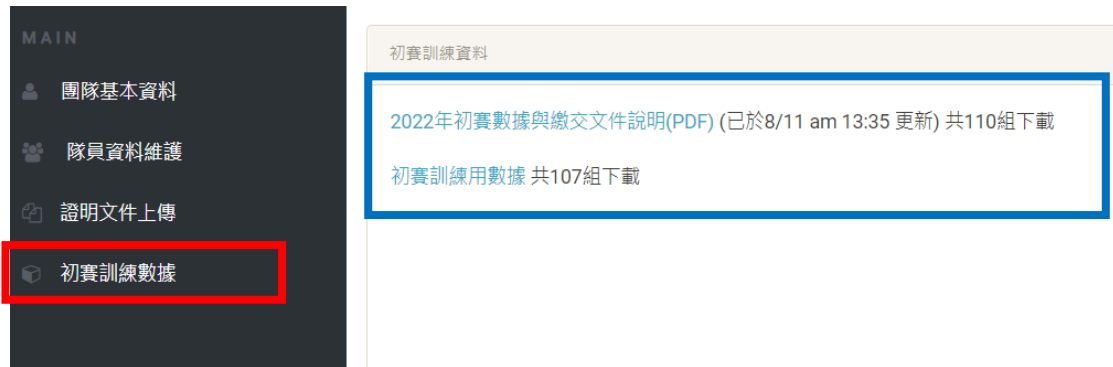 MAIN
團隊基本資料
隊員資料維護
證明文件上傳
初賽訓練數據
初賽訓練資料
2022年初賽數據與繳交文件說明(PDF) (已於8/11 am 13:35 更新) 共110組下載
初賽訓練用數據 共107組下載